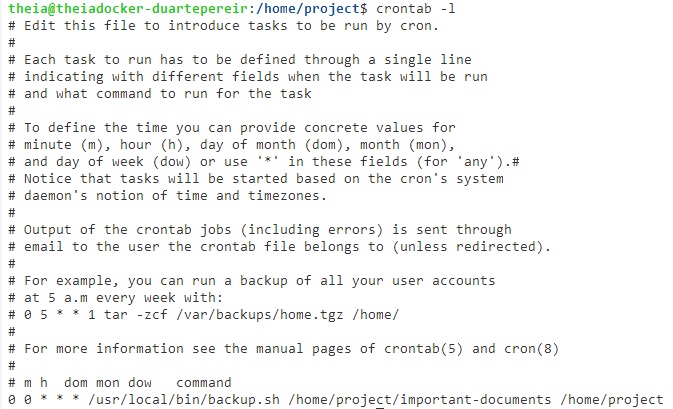 theia@theiadocker-duartepereir:/home/project$ crontab -l
# Edit this file to introduce tasks to be run by cron.
#
# Each task to run has to be defined through a single line
# indicating with different fields when the task will be run
# and what command to run for the task
#
# To define the time you can provide concrete values for
# minute (m), hour (h), day of month (dom), month (mon),
# and day of week (dow) or use '*' in these fields (for 'any').#
# Notice that tasks will be started based on the cron's system
# daemon's notion of time and timezones.
#
# Output of the crontab jobs (including errors) is sent through
# email to the user the crontab file belongs to (unless redirected).
#
# For example, you can run a backup of all your user accounts
# at 5 a.m every week with:
# 0 5 * * 1 tar -zcf /var/backups/home.tgz /home/
#
# For more information see the manual pages of crontab(5) and cron(8)
#
# m h  dom mon dow   command
0 0 * * * /usr/local/bin/backup.sh /home/project/important-documents /home/project